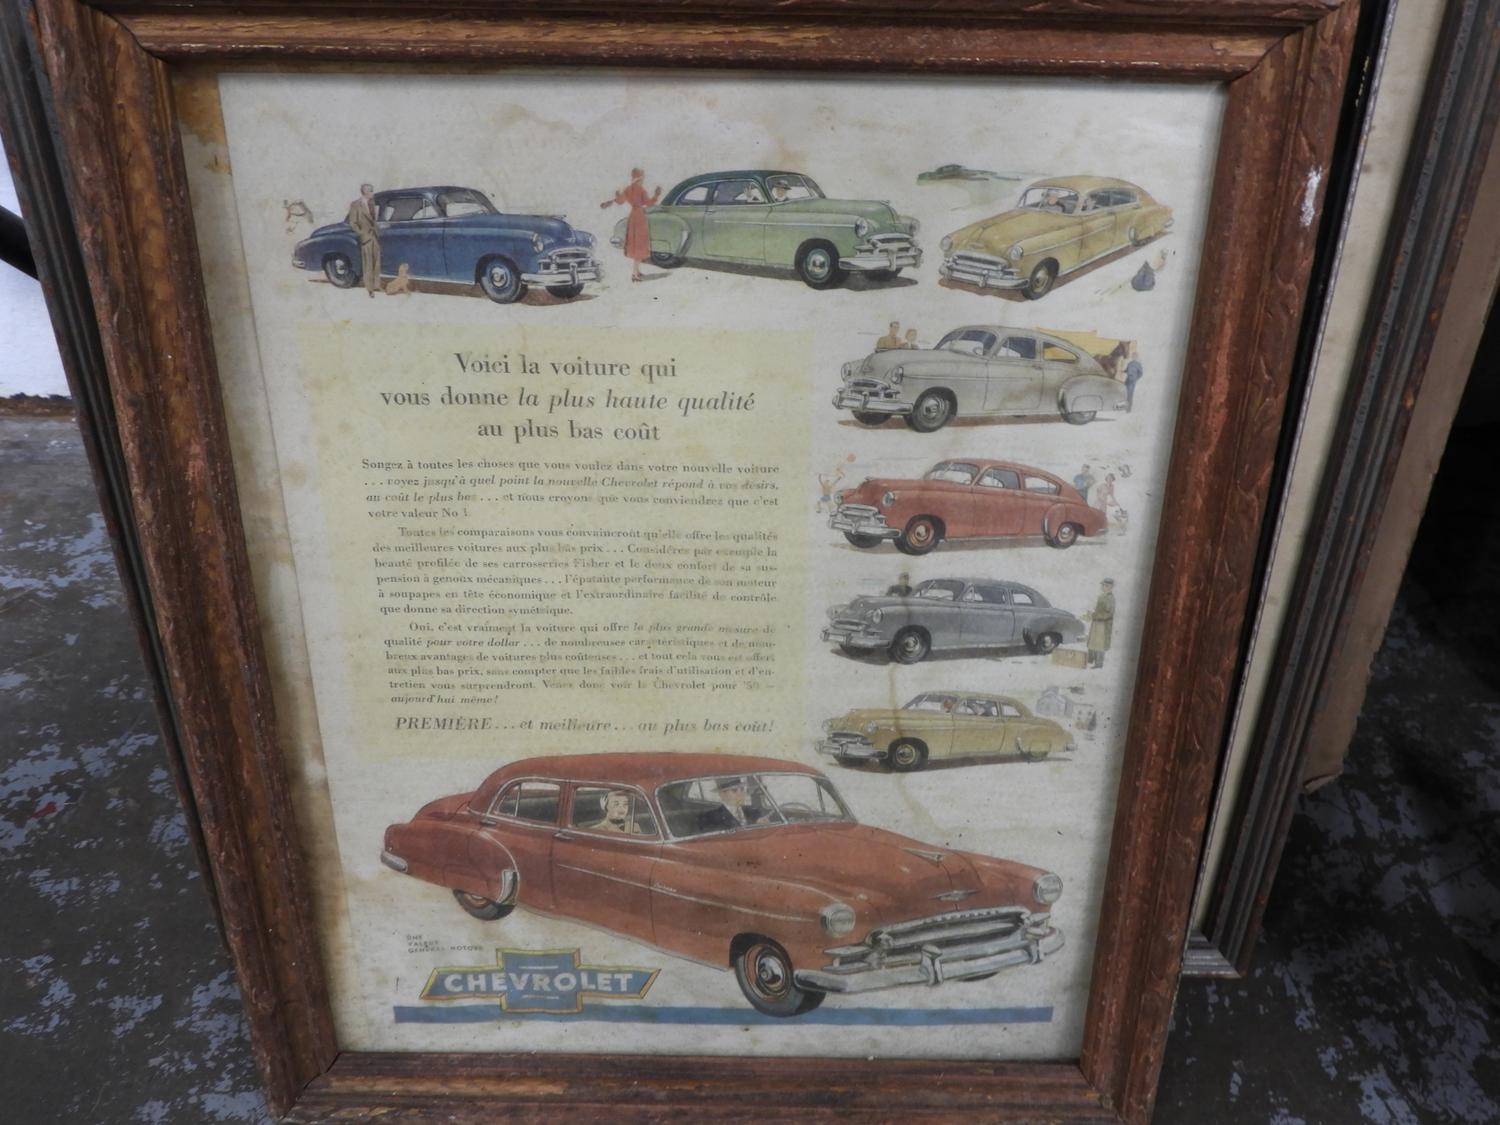 Voici la voiture qui
vous donne la plus haute qualité
au plus bas coût
Songez à toutes les choses que vous voulez dans votre nouvelle voiture
. . . voyez jusqu'à quel point la nouvelle Chevrolet répond à vos désirs,
au coût le plus bas . . . et nous croyons que vous conviendrez que c'est
votre valeur No 1.
Toutes les comparaisons vous convaincront qu'elle offre les qualités
des meilleures voitures aux plus bas prix . . . Considérez par exemple la
beauté profilée de ses carrosseries Fisher et le doux confort de sa sus-
pension à genoux mécaniques . . . l'épatante performance de son moteur
à soupapes en tête économique et l'extraordinaire facilité de contrôle
que donne sa direction symétrique.
Oui, c'est vraiment la voiture qui offre la plus grande mesure de
qualité pour votre dollar . . . de nombreuses caractéristiques et de nom-
breux avantages de voitures plus coûteuses . . . et tout cela vous est offert
aux plus bas prix, sans compter que les faibles frais d'utilisation et d'en-
tretien vous surprendront. Venez donc voir la Chevrolet pour '50 —
aujourd'hui même!
PREMIÈRE . . . et meilleure . . . au plus bas coût!
UNE
VALEUR
GENERAL MOTORS
CHEVROLET